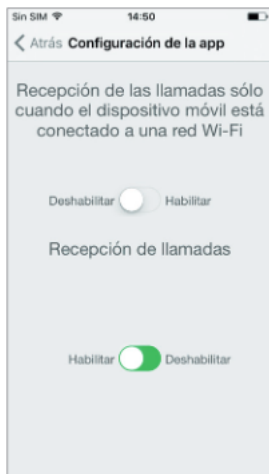 Sin SIM 14:50
Atrás Configuración de la app
Recepción de las llamadas sólo
cuando el dispositivo móvil está
conectado a una red Wi-Fi
Deshabilitar Habilitar
Recepción de llamadas
Habilitar Deshabilitar